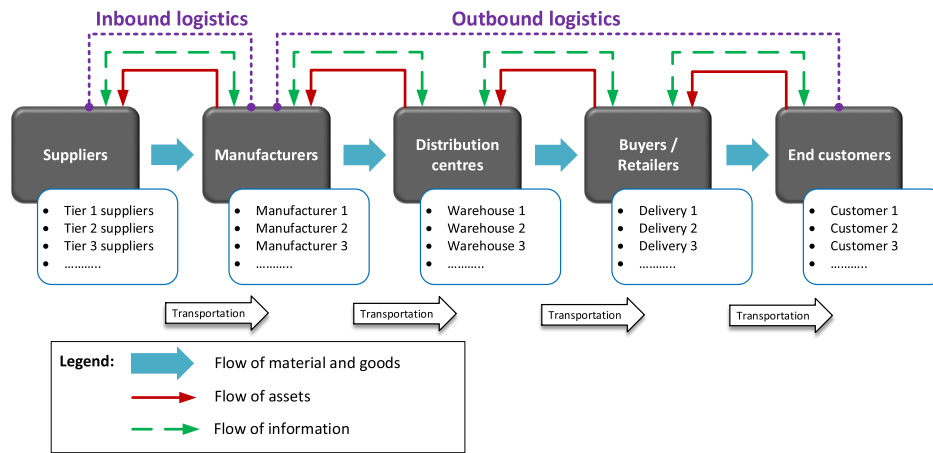 Inbound logistics
Outbound logistics
Suppliers
Manufacturers
Distribution
centres
Buyers /
Retailers
End customers
• Tier 1 suppliers
• Tier 2 suppliers
• Tier 3 suppliers
• ………..
• Manufacturer 1
• Manufacturer 2
• Manufacturer 3
• ………..
• Warehouse 1
• Warehouse 2
• Warehouse 3
• ………..
• Delivery 1
• Delivery 2
• Delivery 3
• ………..
• Customer 1
• Customer 2
• Customer 3
• ………..
Transportation
Transportation
Transportation
Transportation
Legend:
Flow of material and goods
Flow of assets
Flow of information